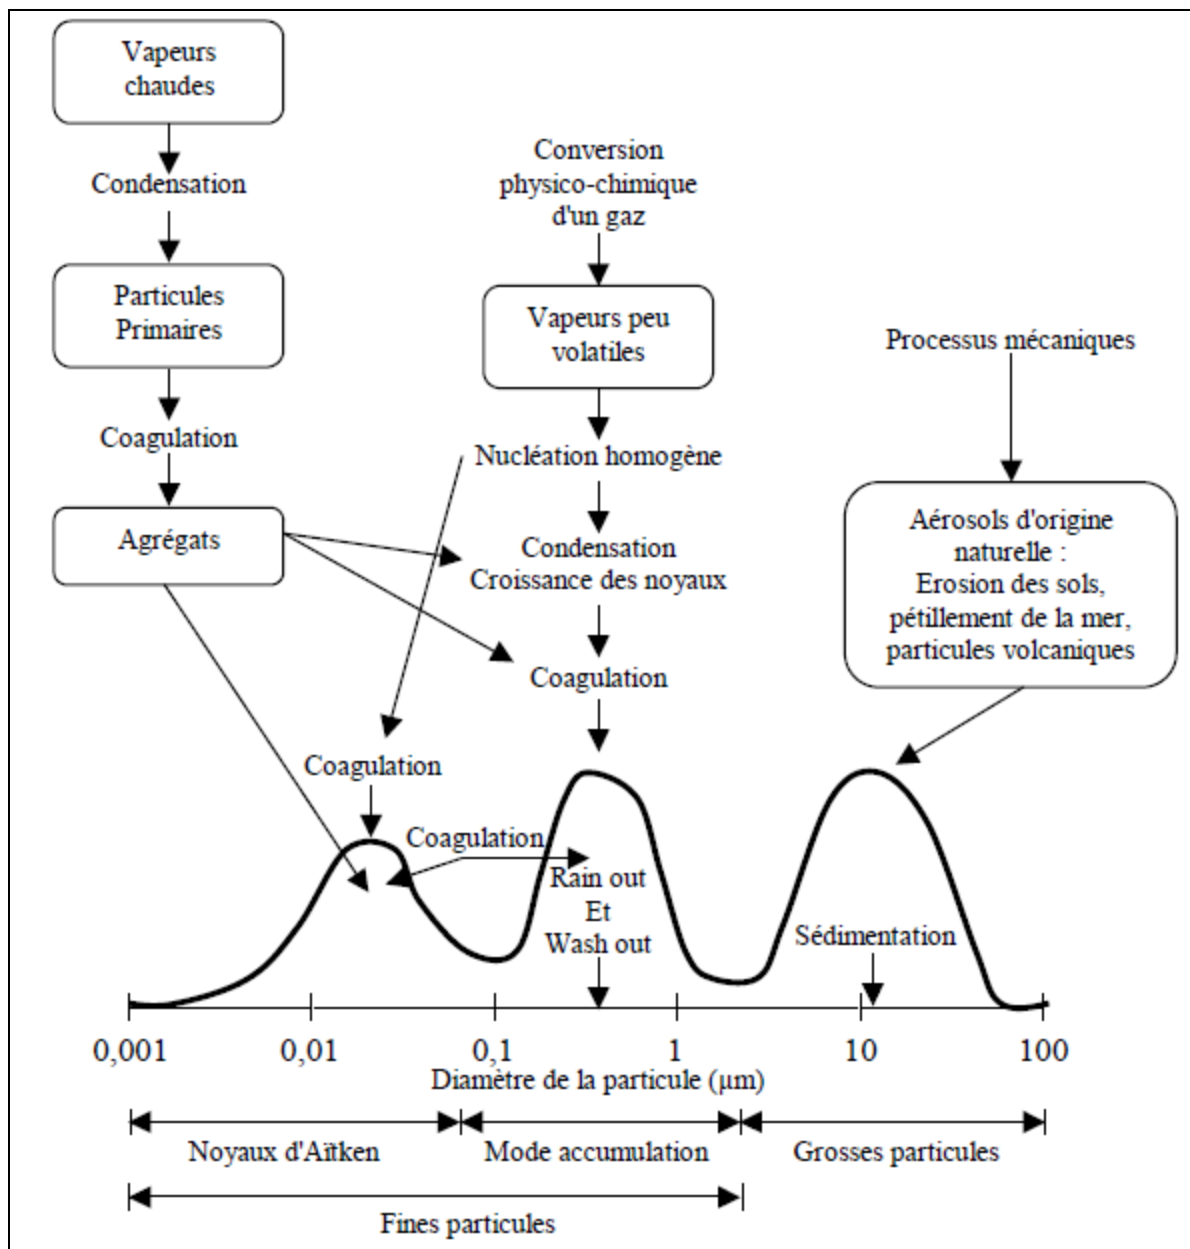 Vapeurs
chaudes
Condensation
Particules
Primaires
Coagulation
Agrégats
Conversion
physico-chimique
d'un gaz
Vapeurs peu
volatiles
Nucléation homogène
Condensation
Croissance des noyaux
Coagulation
Processus mécaniques
Aérosols d'origine
naturelle :
Erosion des sols,
pétillement de la mer,
particules volcaniques
Coagulation
Coagulation
Rain out
Et
Wash out
Sédimentation
0,001 0,01 0,1 1 10 100
Diamètre de la particule (µm)
Noyaux d'Aïtken Mode accumulation Grosses particules
Fines particules